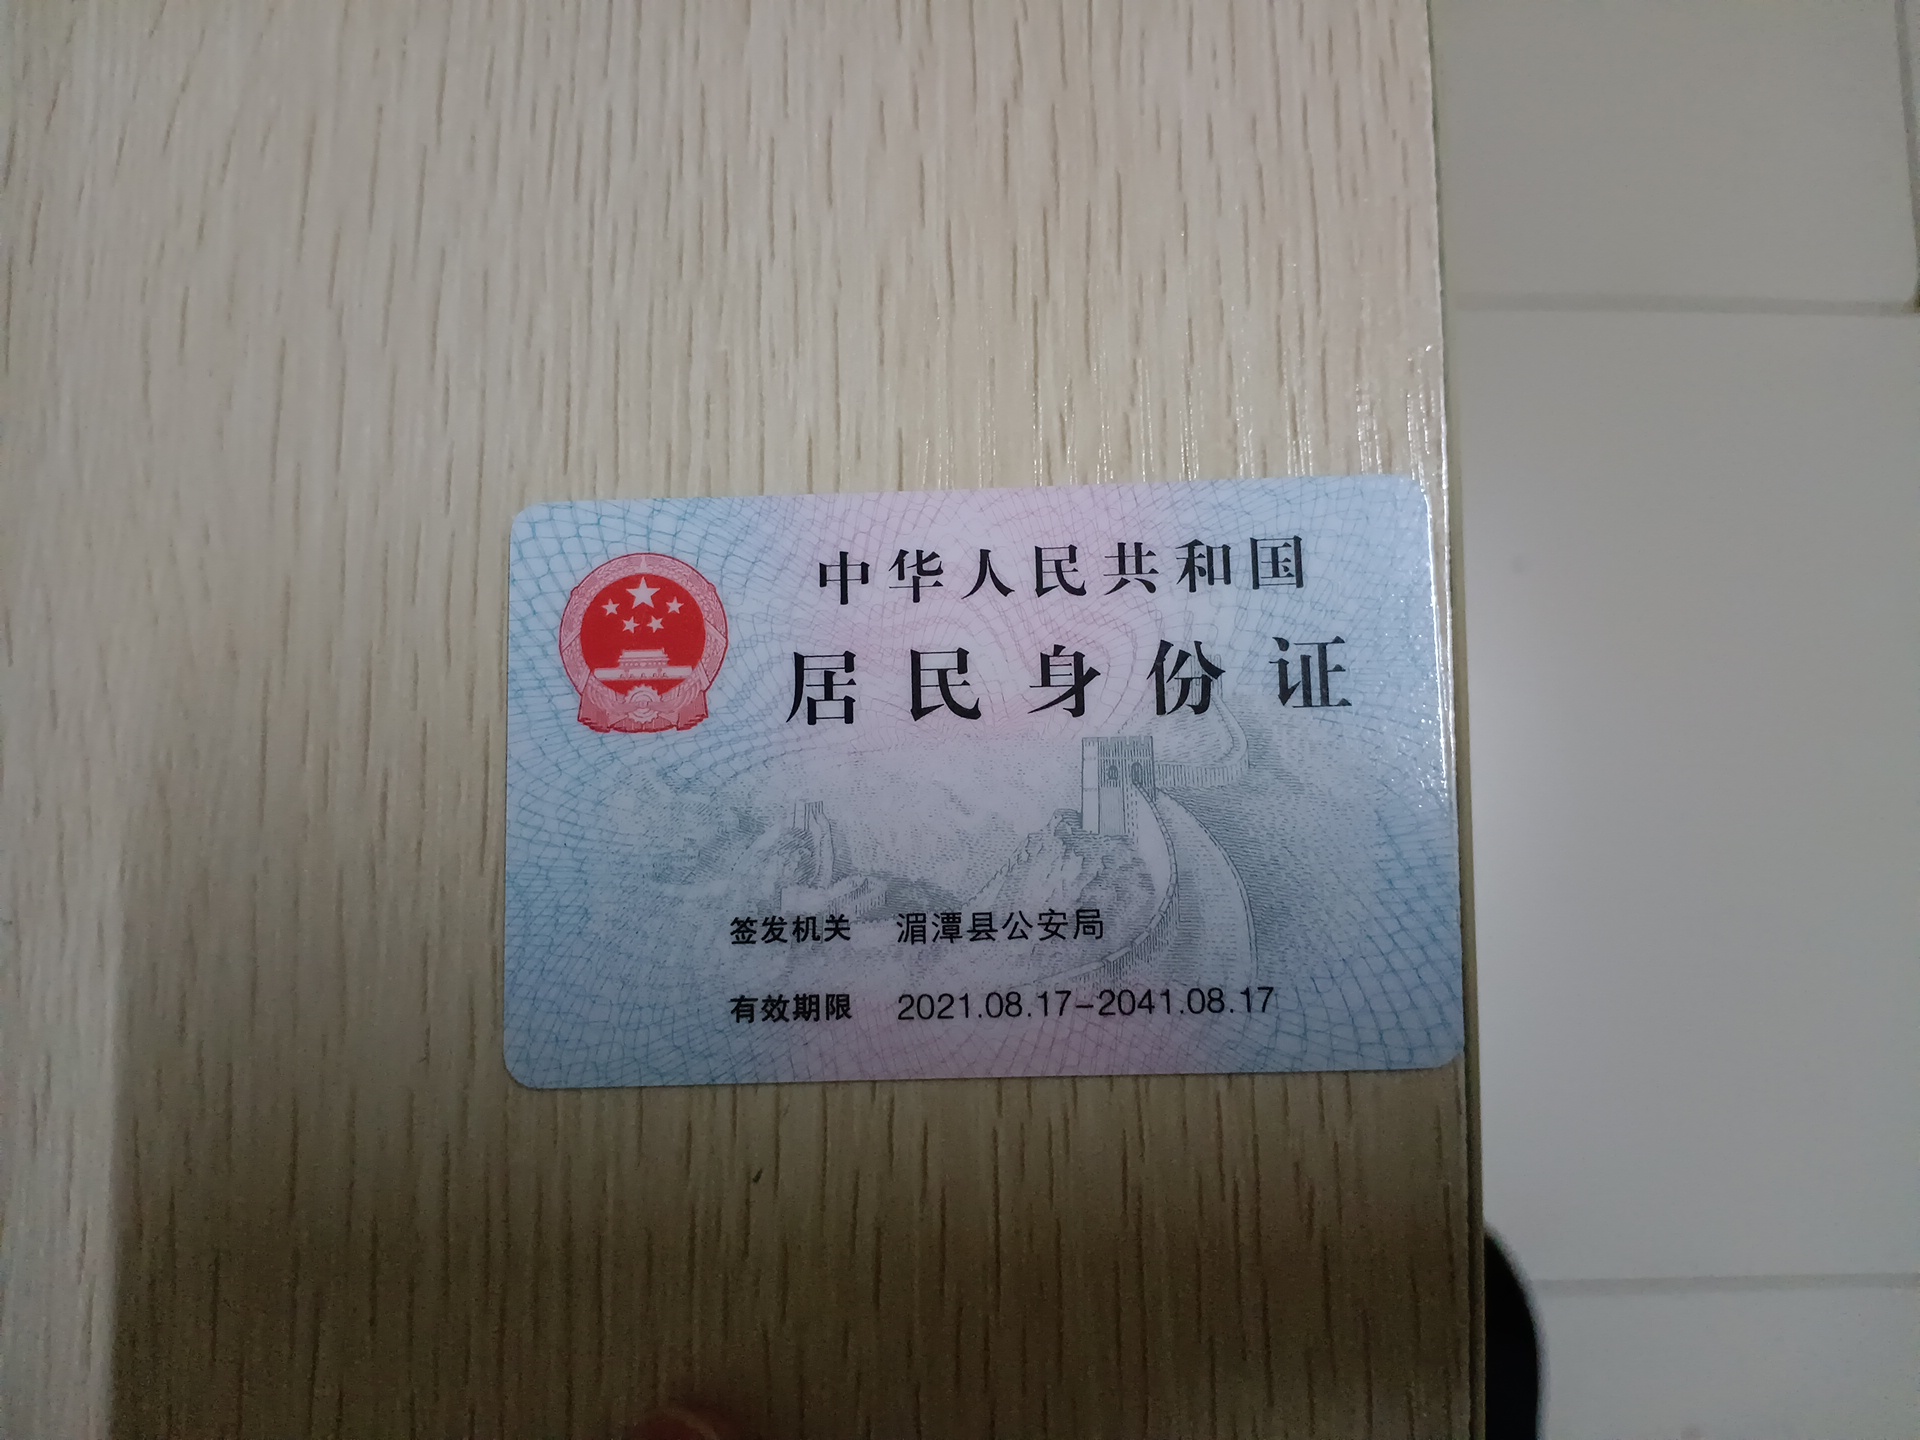 中华人民共和国
居民身份证
签发机关 湄潭县公安局
有效期限 2021.08.17-2041.08.17